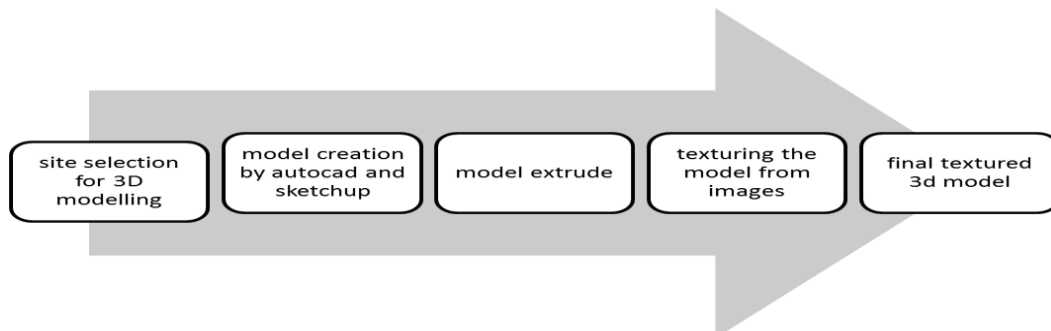 site selection
for 3D
modelling
model creation
by autocad and
sketchup
model extrude
texturing the
model from
images
final textured
3d model